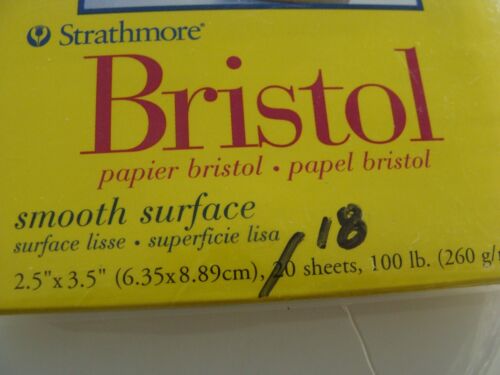 Strathmore®
Bristol
papier bristol • papel bristol
smooth surface
18
surface lisse • superficie lisa
2.5" x 3.5" (6.35x8.89cm), 20 sheets, 100 lb. (260 g/